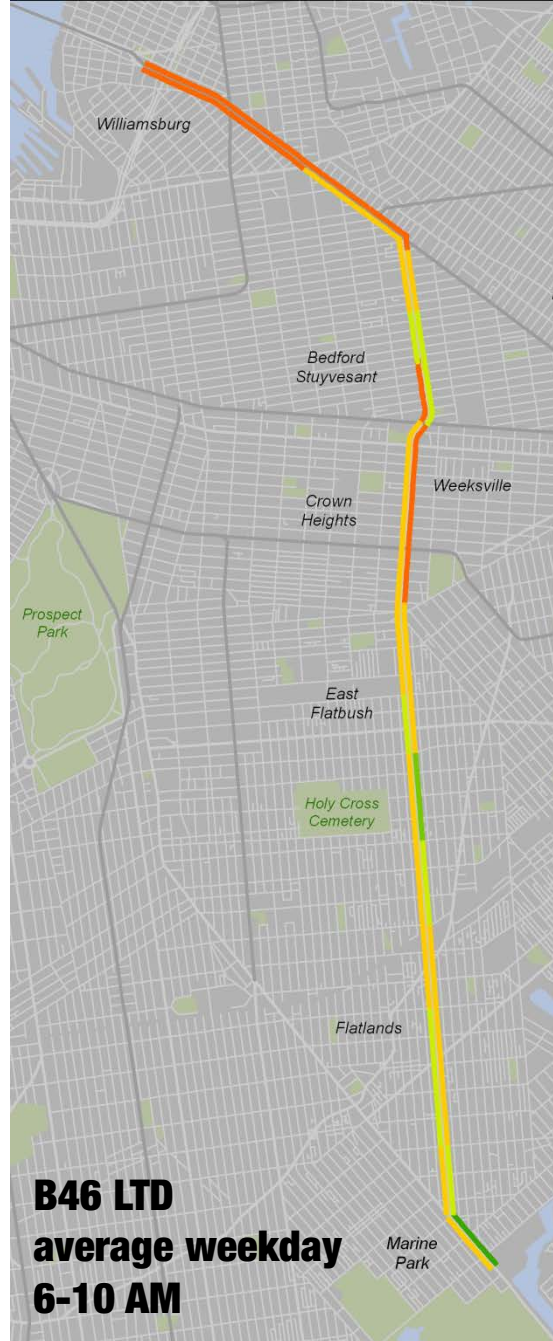 Williamsburg
Bedford
Stuyvesant
Weeksville
Crown
Heights
Prospect
Park
East
Flatbush
Holy Cross
Cemetery
Flatlands
B46 LTD
average weekday
6-10 AM
Marine
Park